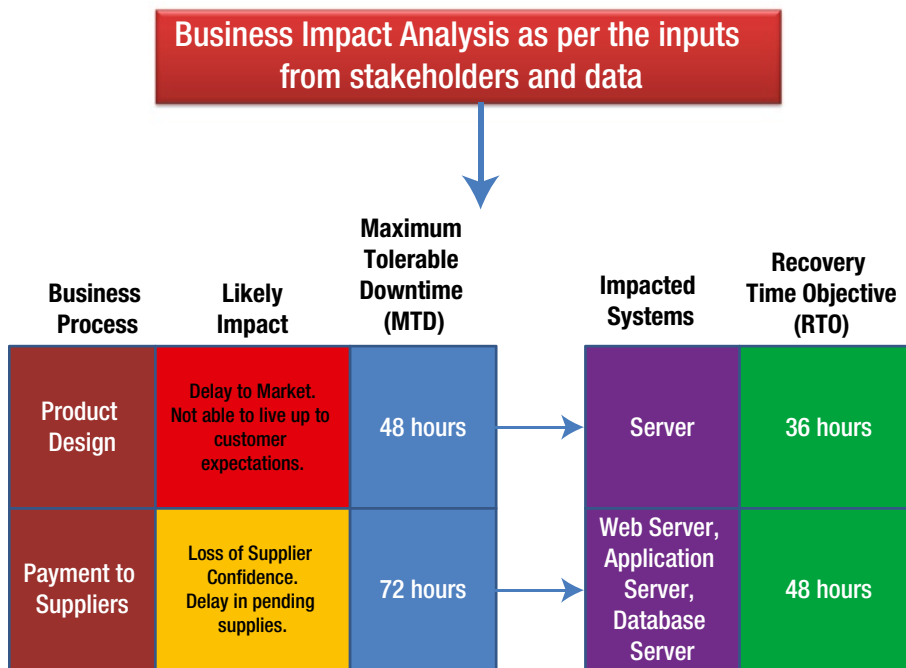 Business Impact Analysis as per the inputs
from stakeholders and data
Business
Process
Likely
Impact
Maximum
Tolerable
Downtime
(MTD)
Impacted
Systems
Recovery
Time Objective
(RTO)
Product
Design
Delay to Market.
Not able to live up to
customer
expectations.
48 hours
Server
36 hours
Payment to
Suppliers
Loss of Supplier
Confidence.
Delay in pending
supplies.
72 hours
Web Server,
Application
Server,
Database
Server
48 hours